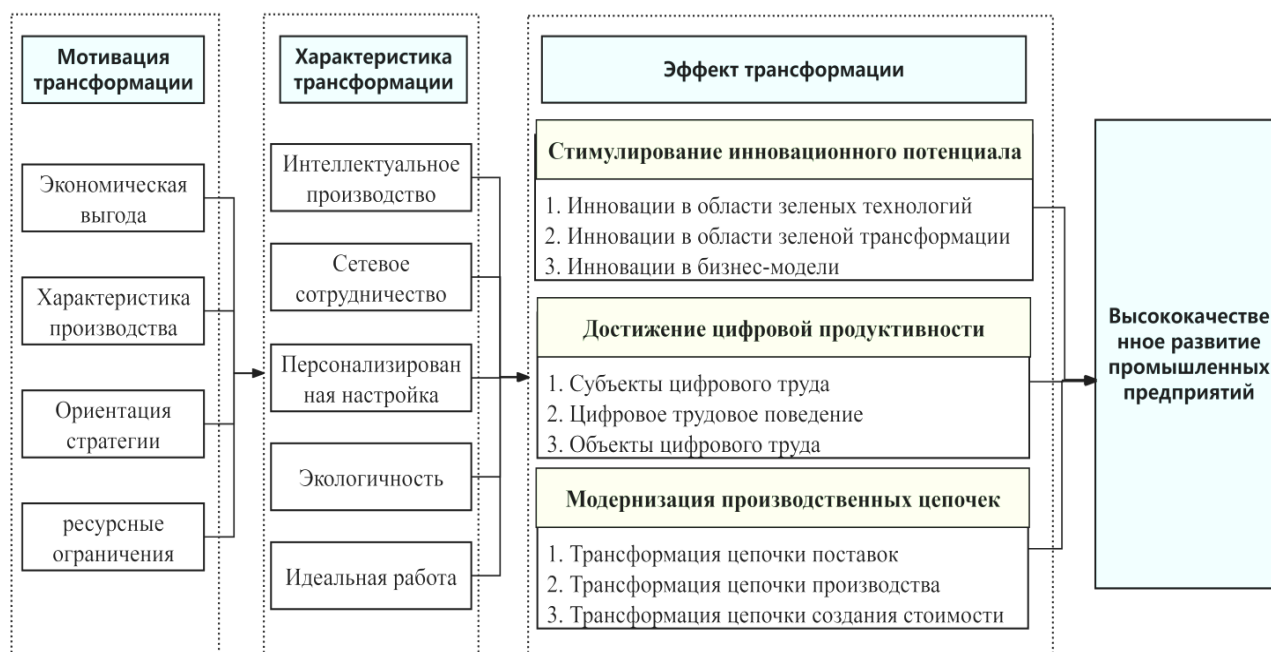 Мотивация
трансформации
Экономическая
выгода
Характеристика
производства
Ориентация
стратегии
ресурсные
ограничения
Характеристика
трансформации
Интеллектуальное
производство
Сетевое
сотрудничество
Персонализирован
ная настройка
Экологичность
Идеальная работа
Эффект трансформации
Стимулирование инновационного потенциала
1. Инновации в области зеленых технологий
2. Инновации в области зеленой трансформации
3. Инновации в бизнес-модели
Достижение цифровой продуктивности
1. Субъекты цифрового труда
2. Цифровое трудовое поведение
3. Объекты цифрового труда
Модернизация производственных цепочек
1. Трансформация цепочки поставок
2. Трансформация цепочки производства
3. Трансформация цепочки создания стоимости
Высококачестве
нное развитие
промышленных
предприятий